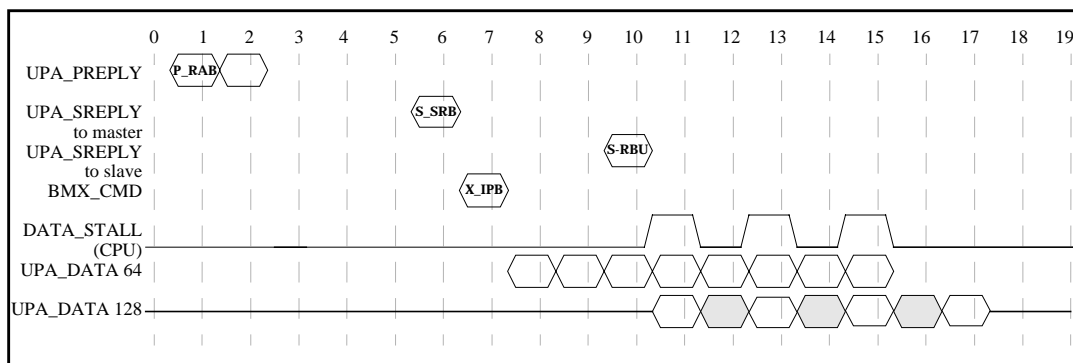 0 1 2 3 4 5 6 7 8 9 10 11 12 13 14 15 16 17 18 19
UPA_PREPLY P_RAB
UPA_SREPLY S_SRB
to master
UPA_SREPLY S-RBU
to slave
BMX_CMD X_IPB
DATA_STALL
(CPU)
UPA_DATA 64
UPA_DATA 128